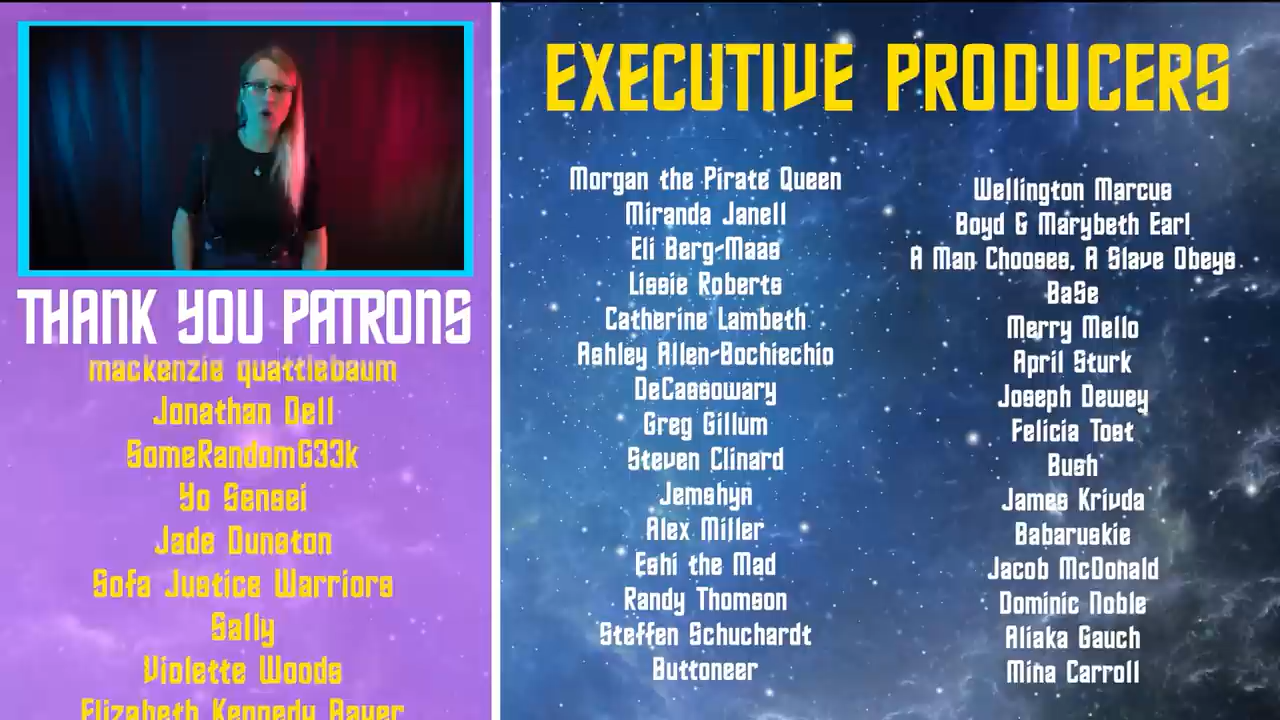 EXECUTIVE PRODUCERS
THANK YOU PATRONS
mackenzie quattlebaum
Jonathan Dell
SomeRandomG33k
Yo Sensei
Jade Dunston
Sofa Justice Warriors
Sally
Violette Woods
Elizabeth Kennedy Bayer
Morgan the Pirate Queen
Miranda Janell
Eli Berg-Maas
Lissie Roberts
Catherine Lambeth
Ashley Allen-Bochiechio
DeCassowary
Greg Gillum
Steven Clinard
Jemshyn
Alex Miller
Eshi the Mad
Randy Thomson
Steffen Schuchardt
Buttoneer
Wellington Marcus
Boyd & Marybeth Earl
A Man Chooses, A Slave Obeys
BaSe
Merry Mello
April Sturk
Joseph Dewey
Felicia Tost
Bush
James Krivda
Babaruskie
Jacob McDonald
Dominic Noble
Aliaka Gauch
Mina Carroll